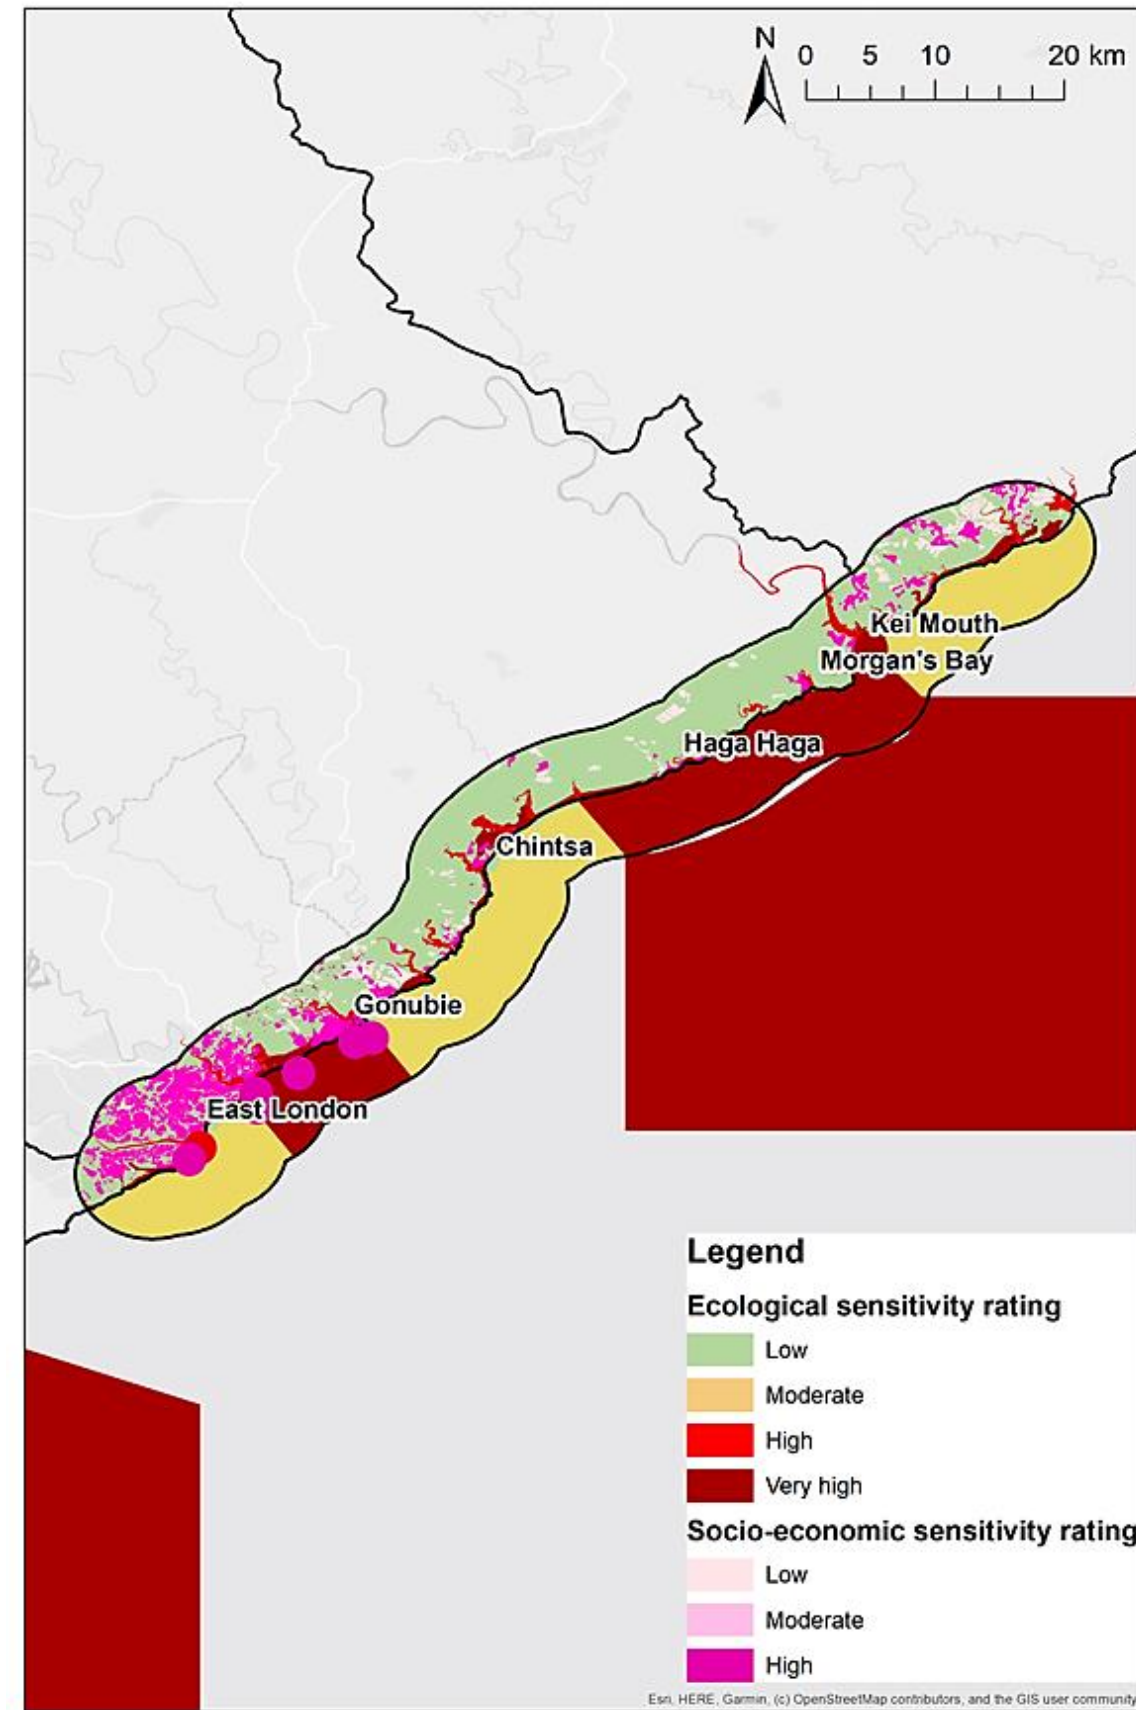 N
0 5 10 20 km
Kei Mouth
Morgan's Bay
Haga Haga
Chintsa
Gonubie
East London
Legend
Ecological sensitivity rating
Low
Moderate
High
Very high
Socio-economic sensitivity rating
Low
Moderate
High
Esri, HERE, Garmin, (c) OpenStreetMap contributors, and the GIS user community